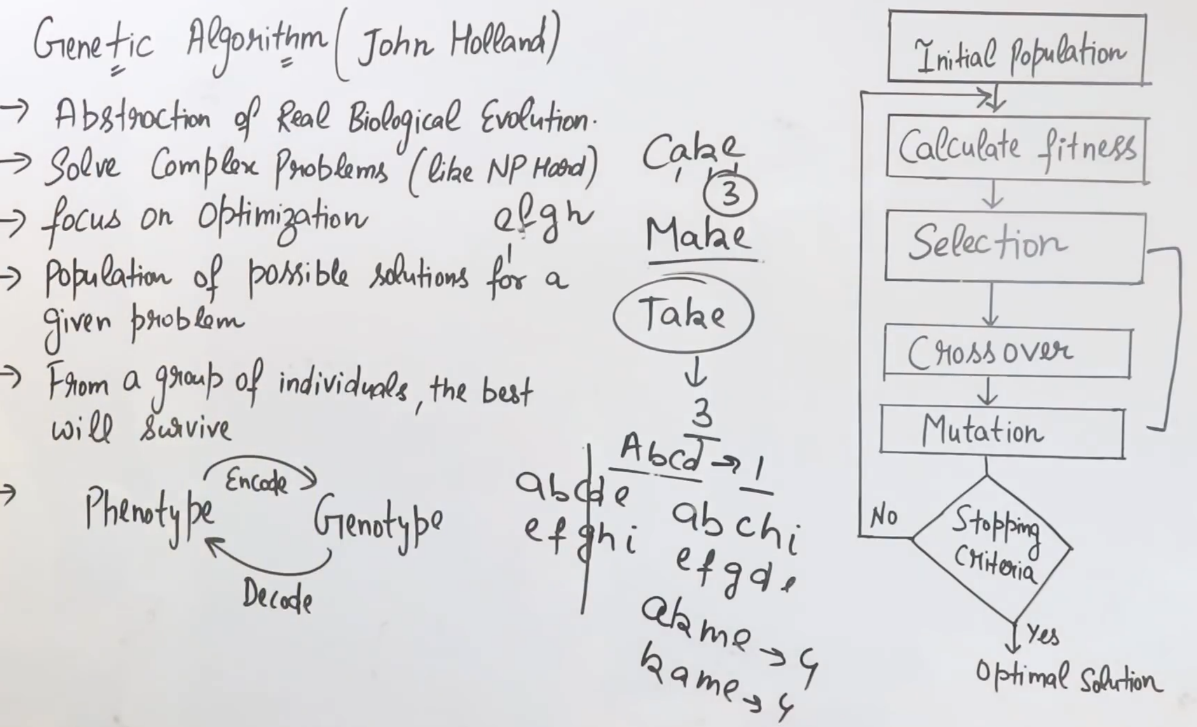 Genetic Algorithm (John Holland)
→ Abstraction of Real Biological Evolution.
→ Solve Complex Problems (like NP Hard)
→ focus on Optimization
→ Population of possible solutions for a
given problem
→ From a group of individuals, the best
will survive
→ Phenotype
Encode
Genotype
Decode
Cake
3
efgh
Make
Take
3
Abcd → 1
abcde
efghi
abchi
efgde
akme → 4
kame → 4
Initial Population
Calculate fitness
Selection
Crossover
Mutation
Stopping
Criteria
No
Yes
Optimal Solution